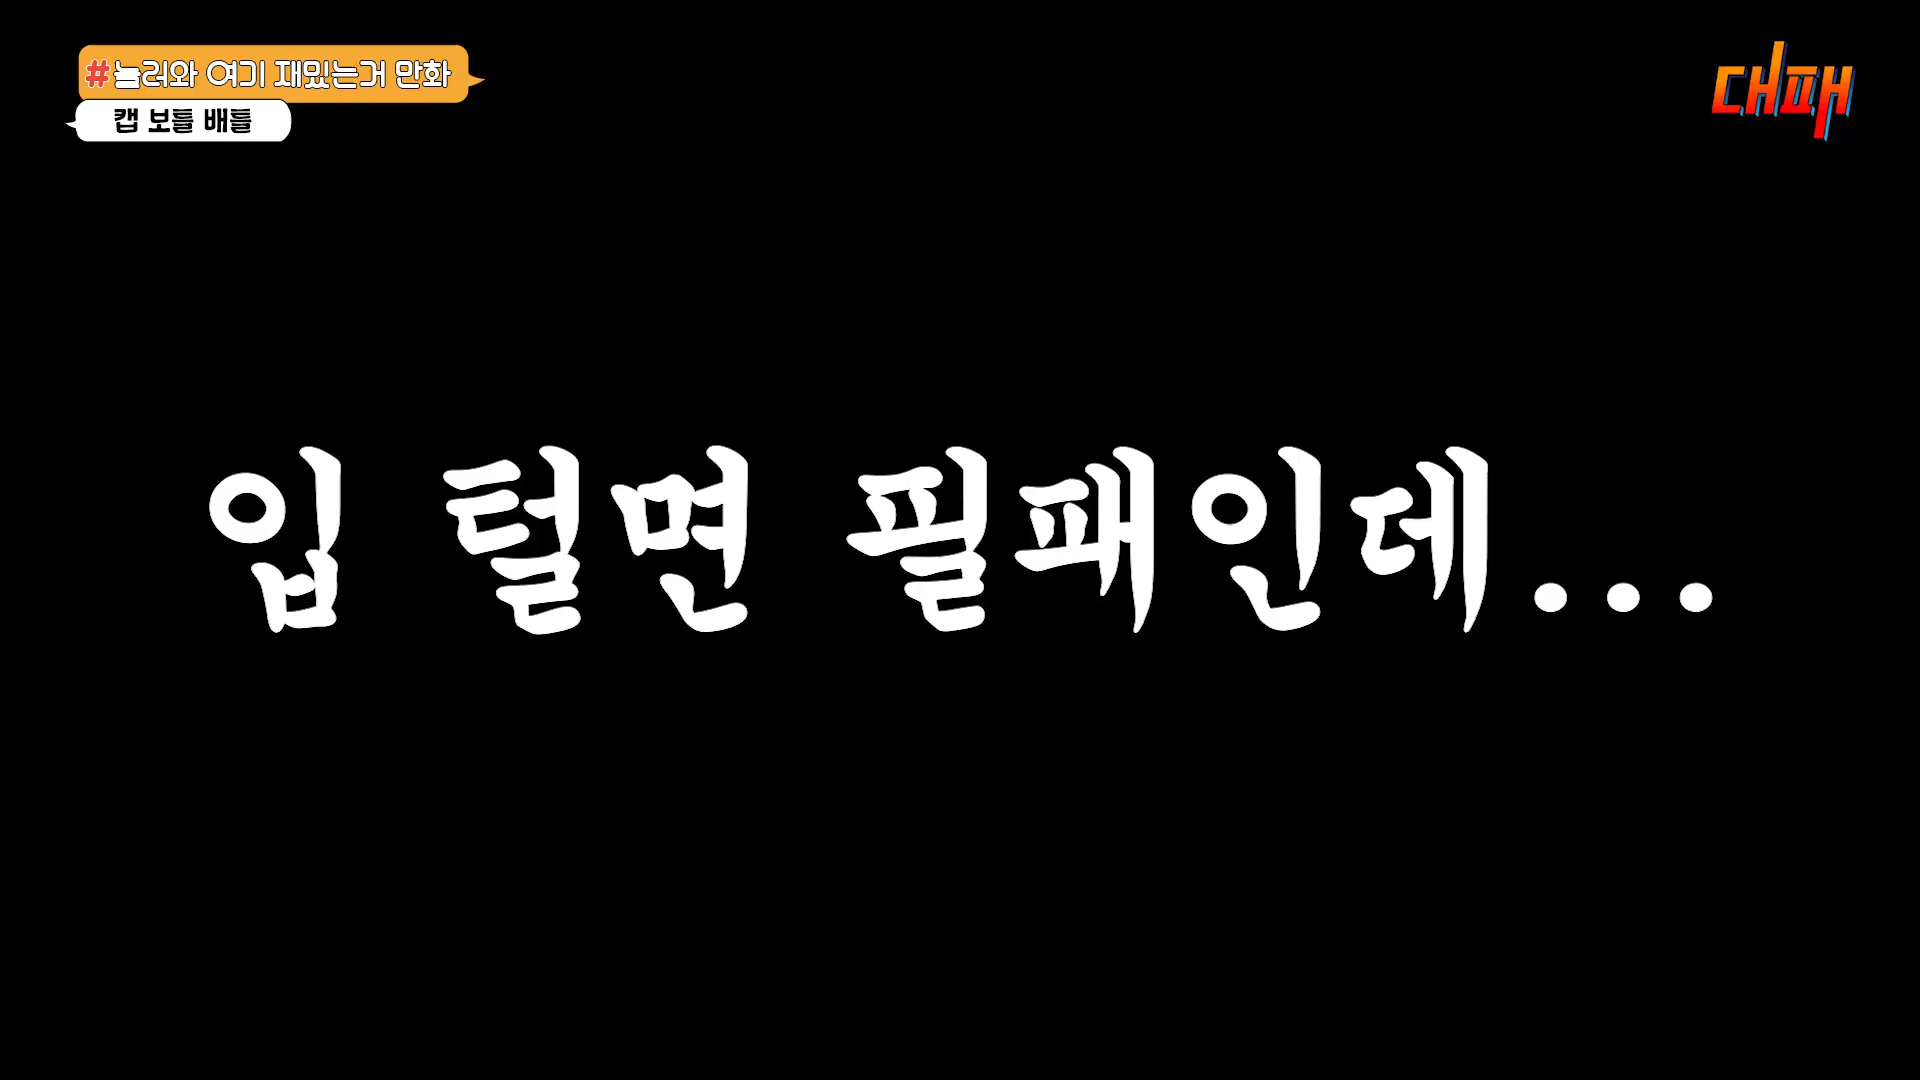 #놀러와 여기 재밌는거 만화
캡 보틀 배틀
대패
입 털면 필패인데...